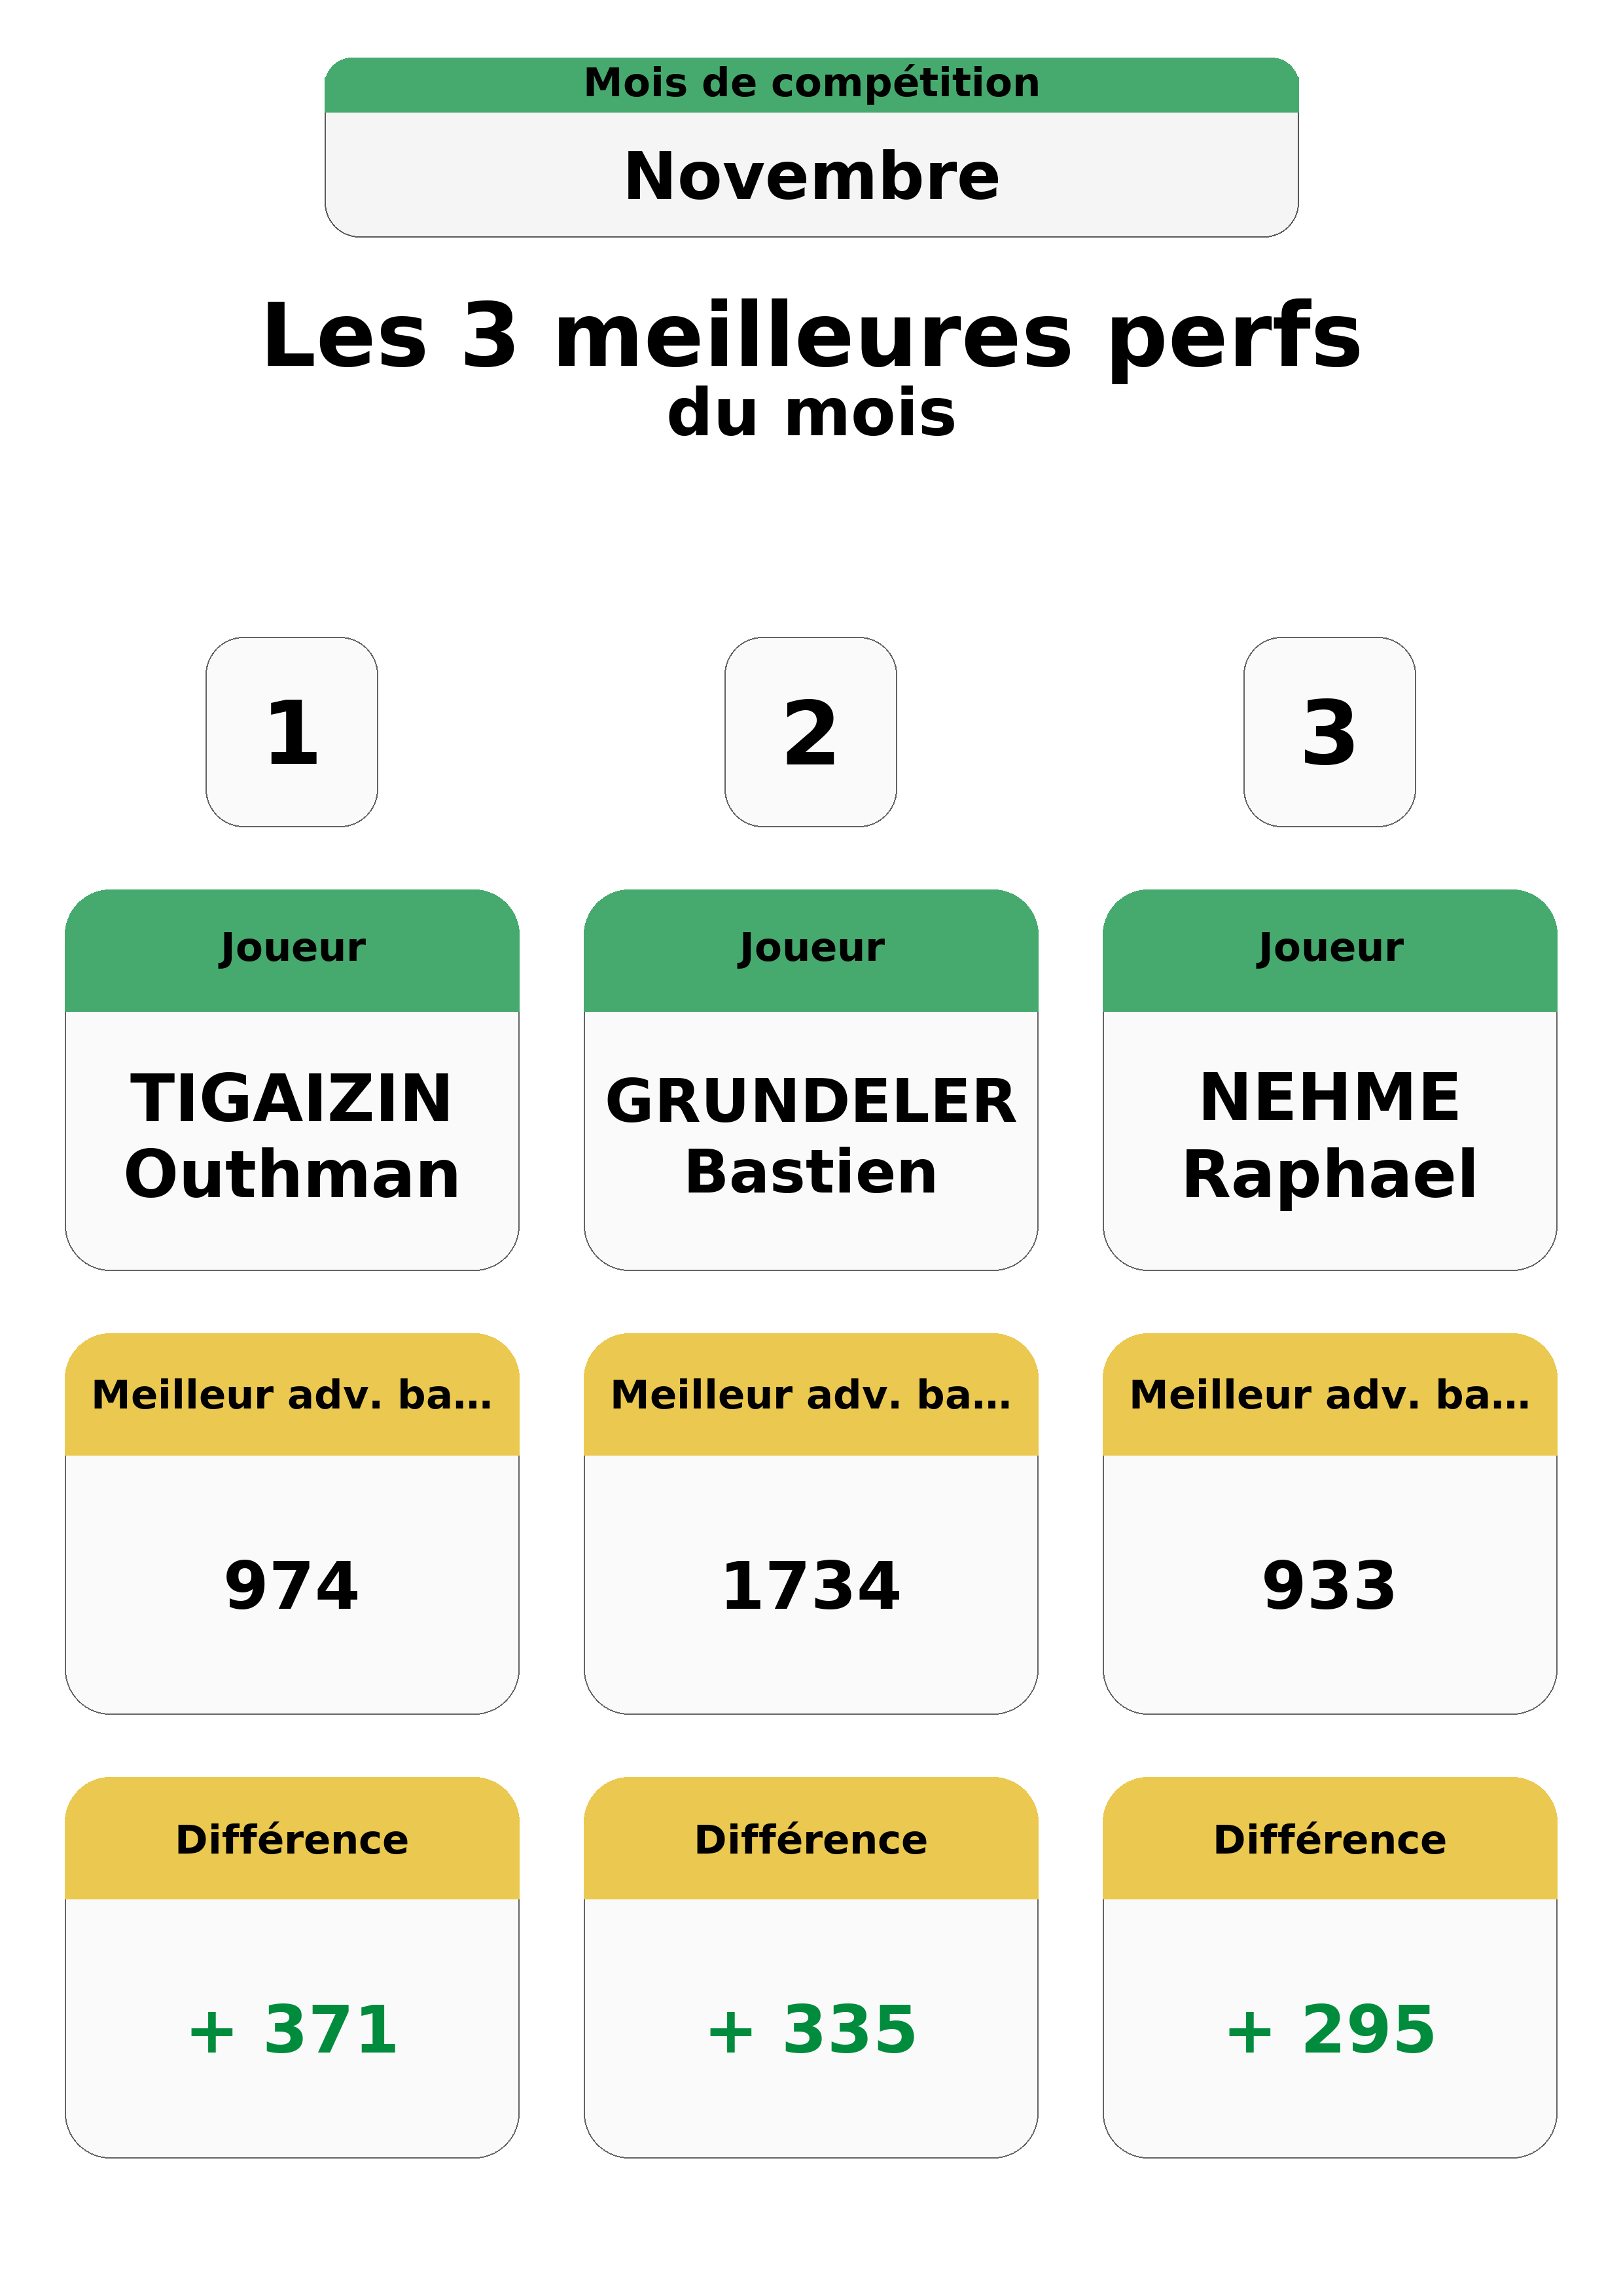 Mois de compétition
Novembre
Les 3 meilleures perfs
du mois
1
2
3
Joueur
TIGAIZIN
Outhman
Joueur
GRUNDELER
Bastien
Joueur
NEHME
Raphael
Meilleur adv. ba...
974
Meilleur adv. ba...
1734
Meilleur adv. ba...
933
Différence
+ 371
Différence
+ 335
Différence
+ 295